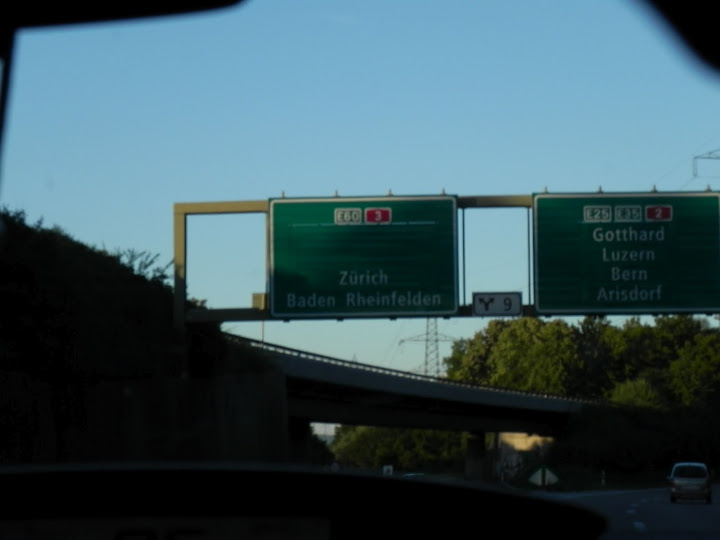 E60 3
Zürich
Baden Rheinfelden
9
E25 E35 2
Gotthard
Luzern
Bern
Arisdorf